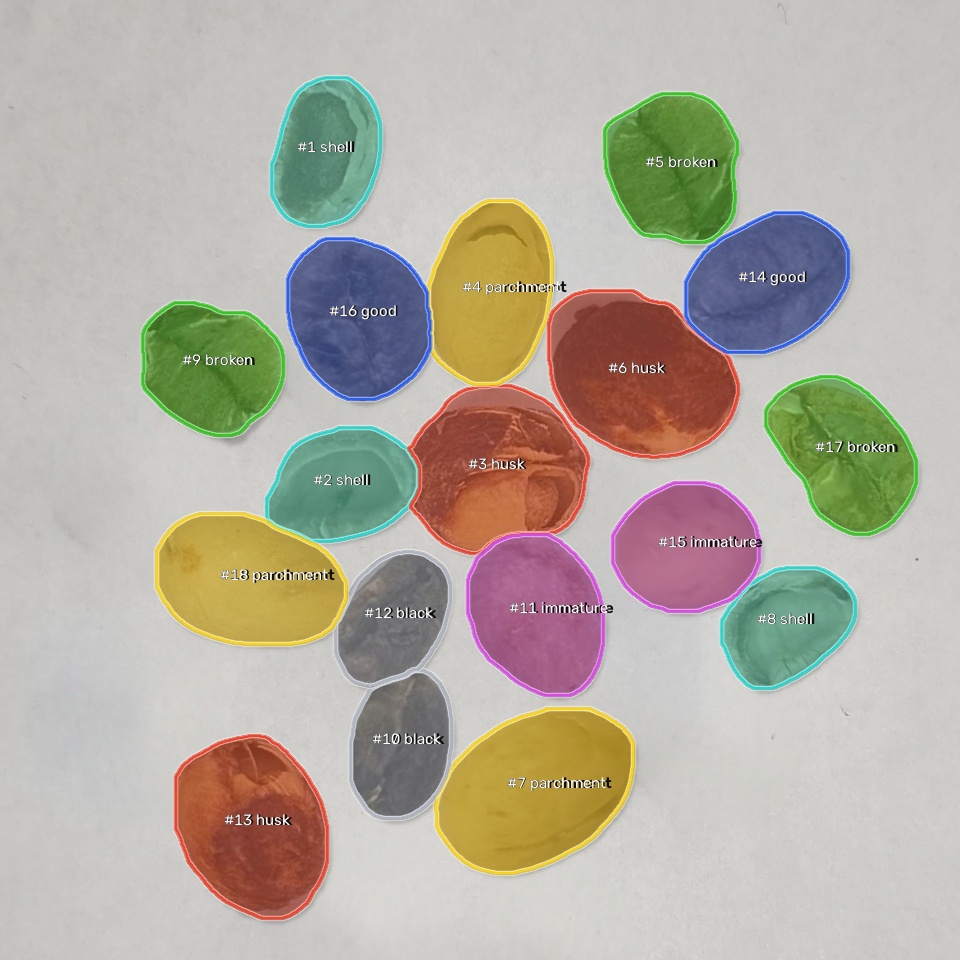 #1 shell
#5 broken
#14 good
#4 parchment
#16 good
#9 broken
#6 husk
#17 broken
#3 husk
#2 shell
#15 immature
#18 parchment
#11 immature
#12 black
#8 shell
#10 black
#7 parchment
#13 husk